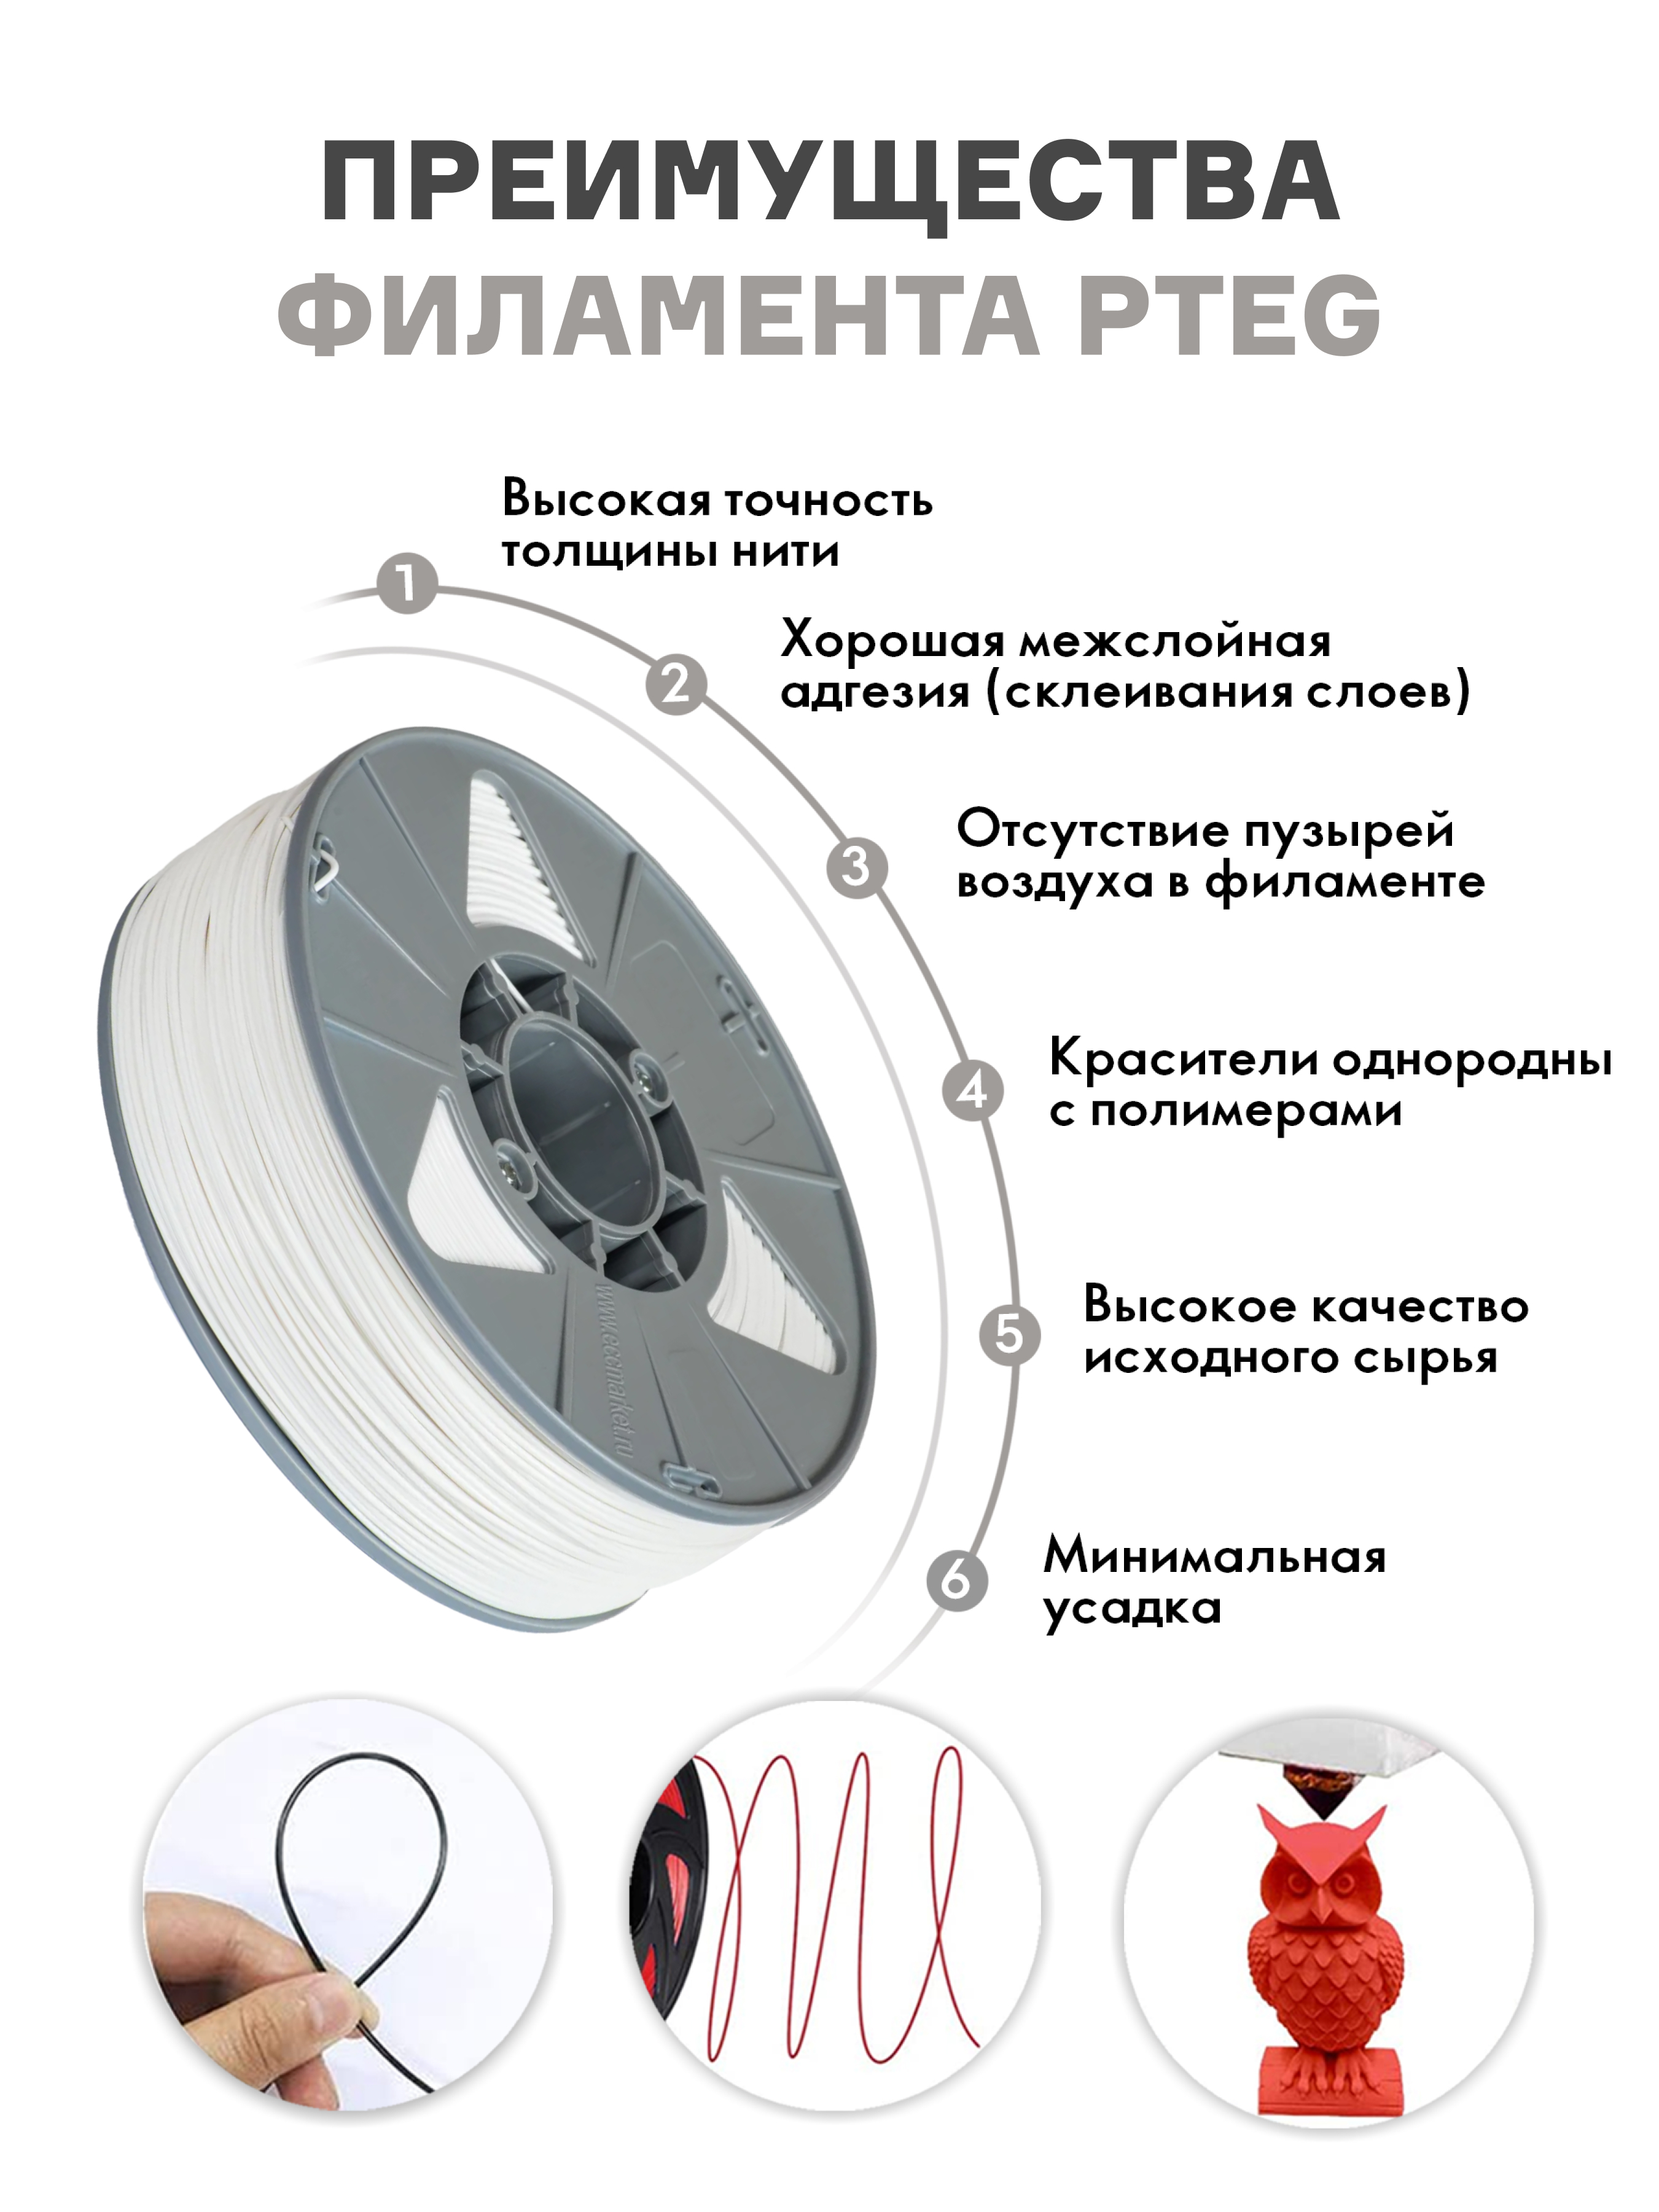 ПРЕИМУЩЕСТВА
ФИЛАМЕНТА PTEG
1
Высокая точность
толщины нити
2
Хорошая межслойная
адгезия (склеивания слоев)
3
Отсутствие пузырей
воздуха в филаменте
4
Красители однородны
с полимерами
5
Высокое качество
исходного сырья
6
Минимальная
усадка
www.eccmarket.ru